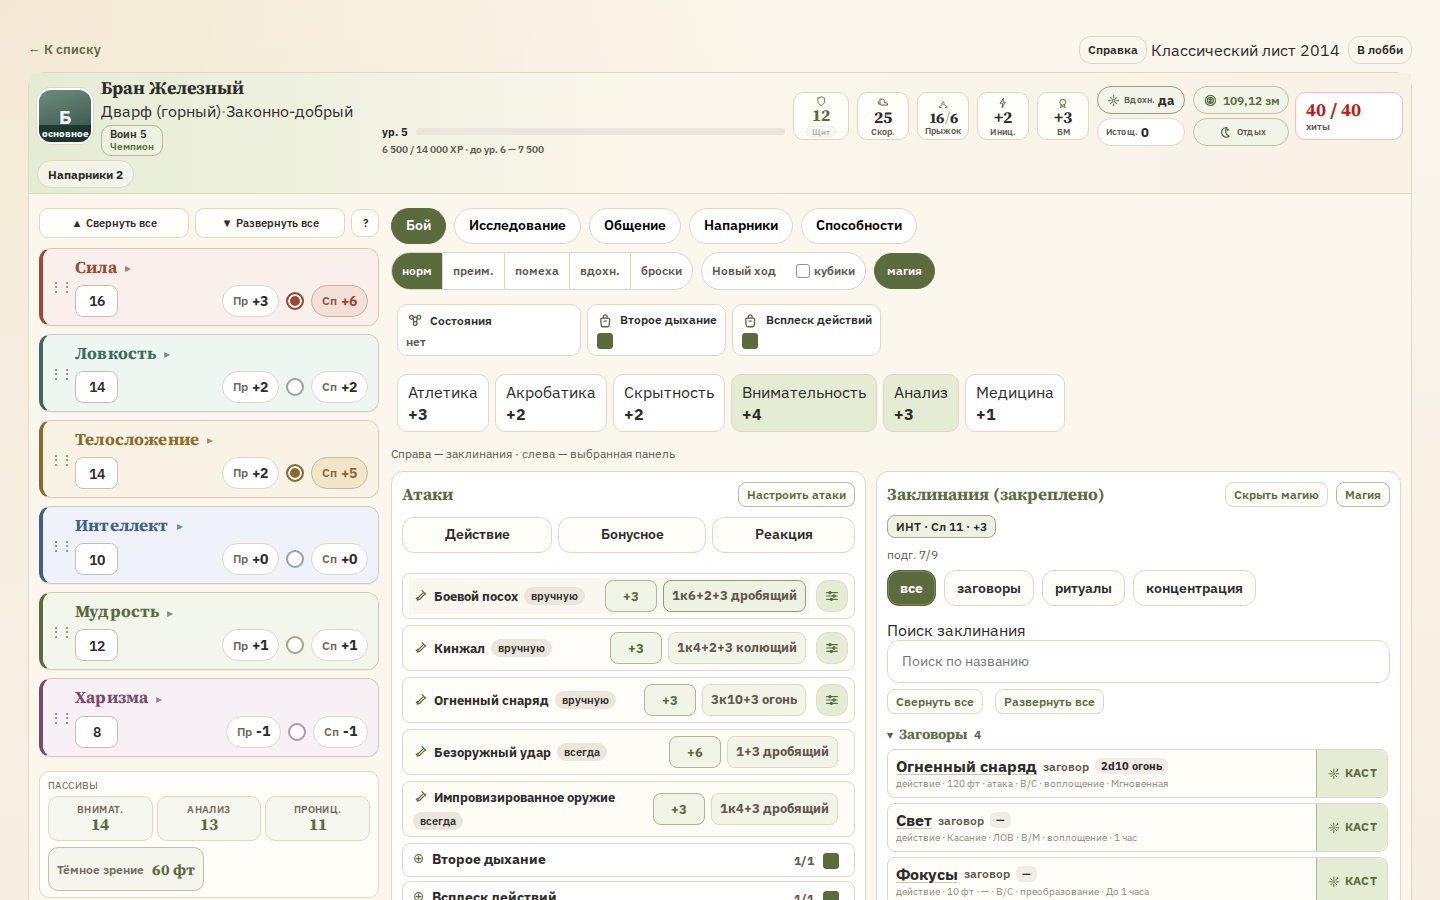 ← К списку
Справка Классический лист 2014 В лобби
Б
основное
Бран Железный
Дварф (горный)·Законно-добрый
Воин 5
Чемпион
Напарники 2
ур. 5
6 500 / 14 000 XP · до ур. 6 — 7 500
12
Щит
25
Скор.
16/6
Прыжок
+2
Иниц.
+3
БМ
Вдохн. да
Истощ. 0
109,12 зм
Отдых
40 / 40
хиты
▲ Свернуть все
▼ Развернуть все
?
Сила ▸
16
Пр +3
Сп +6
Ловкость ▸
14
Пр +2
Сп +2
Телосложение ▸
14
Пр +2
Сп +5
Интеллект ▸
10
Пр +0
Сп +0
Мудрость ▸
12
Пр +1
Сп +1
Харизма ▸
8
Пр -1
Сп -1
ПАССИВЫ
ВНИМАТ.
14
АНАЛИЗ
13
ПРОНИЦ.
11
Тёмное зрение 60 фт
Бой
Исследование
Общение
Напарники
Способности
норм
преим.
помеха
вдохн.
броски
Новый ход
кубики
магия
Состояния
нет
Второе дыхание
Всплеск действий
Атлетика
+3
Акробатика
+2
Скрытность
+2
Внимательность
+4
Анализ
+3
Медицина
+1
Справа — заклинания · слева — выбранная панель
Атаки
Настроить атаки
Действие
Бонусное
Реакция
Боевой посох вручную +3 1к6+2+3 дробящий
Кинжал вручную +3 1к4+2+3 колющий
Огненный снаряд вручную +3 3к10+3 огонь
Безоружный удар всегда +6 1+3 дробящий
Импровизированное оружие
всегда
+3 1к4+3 дробящий
Второе дыхание 1/1
Всплеск действий 1/1
Заклинания (закреплено)
Скрыть магию
Магия
ИНТ · Сл 11 · +3
подг. 7/9
все
заговоры
ритуалы
концентрация
Поиск заклинания
Поиск по названию
Свернуть все
Развернуть все
▾ Заговоры 4
Огненный снаряд заговор 2d10 огонь
действие · 120 фт · атака · В/С · воплощение · Мгновенная
КАСТ
Свет заговор —
действие · Касание · ЛОВ · В/М · воплощение · 1 час
КАСТ
Фокусы заговор —
действие · 10 фт · — · В/С · преобразование · До 1 часа
КАСТ